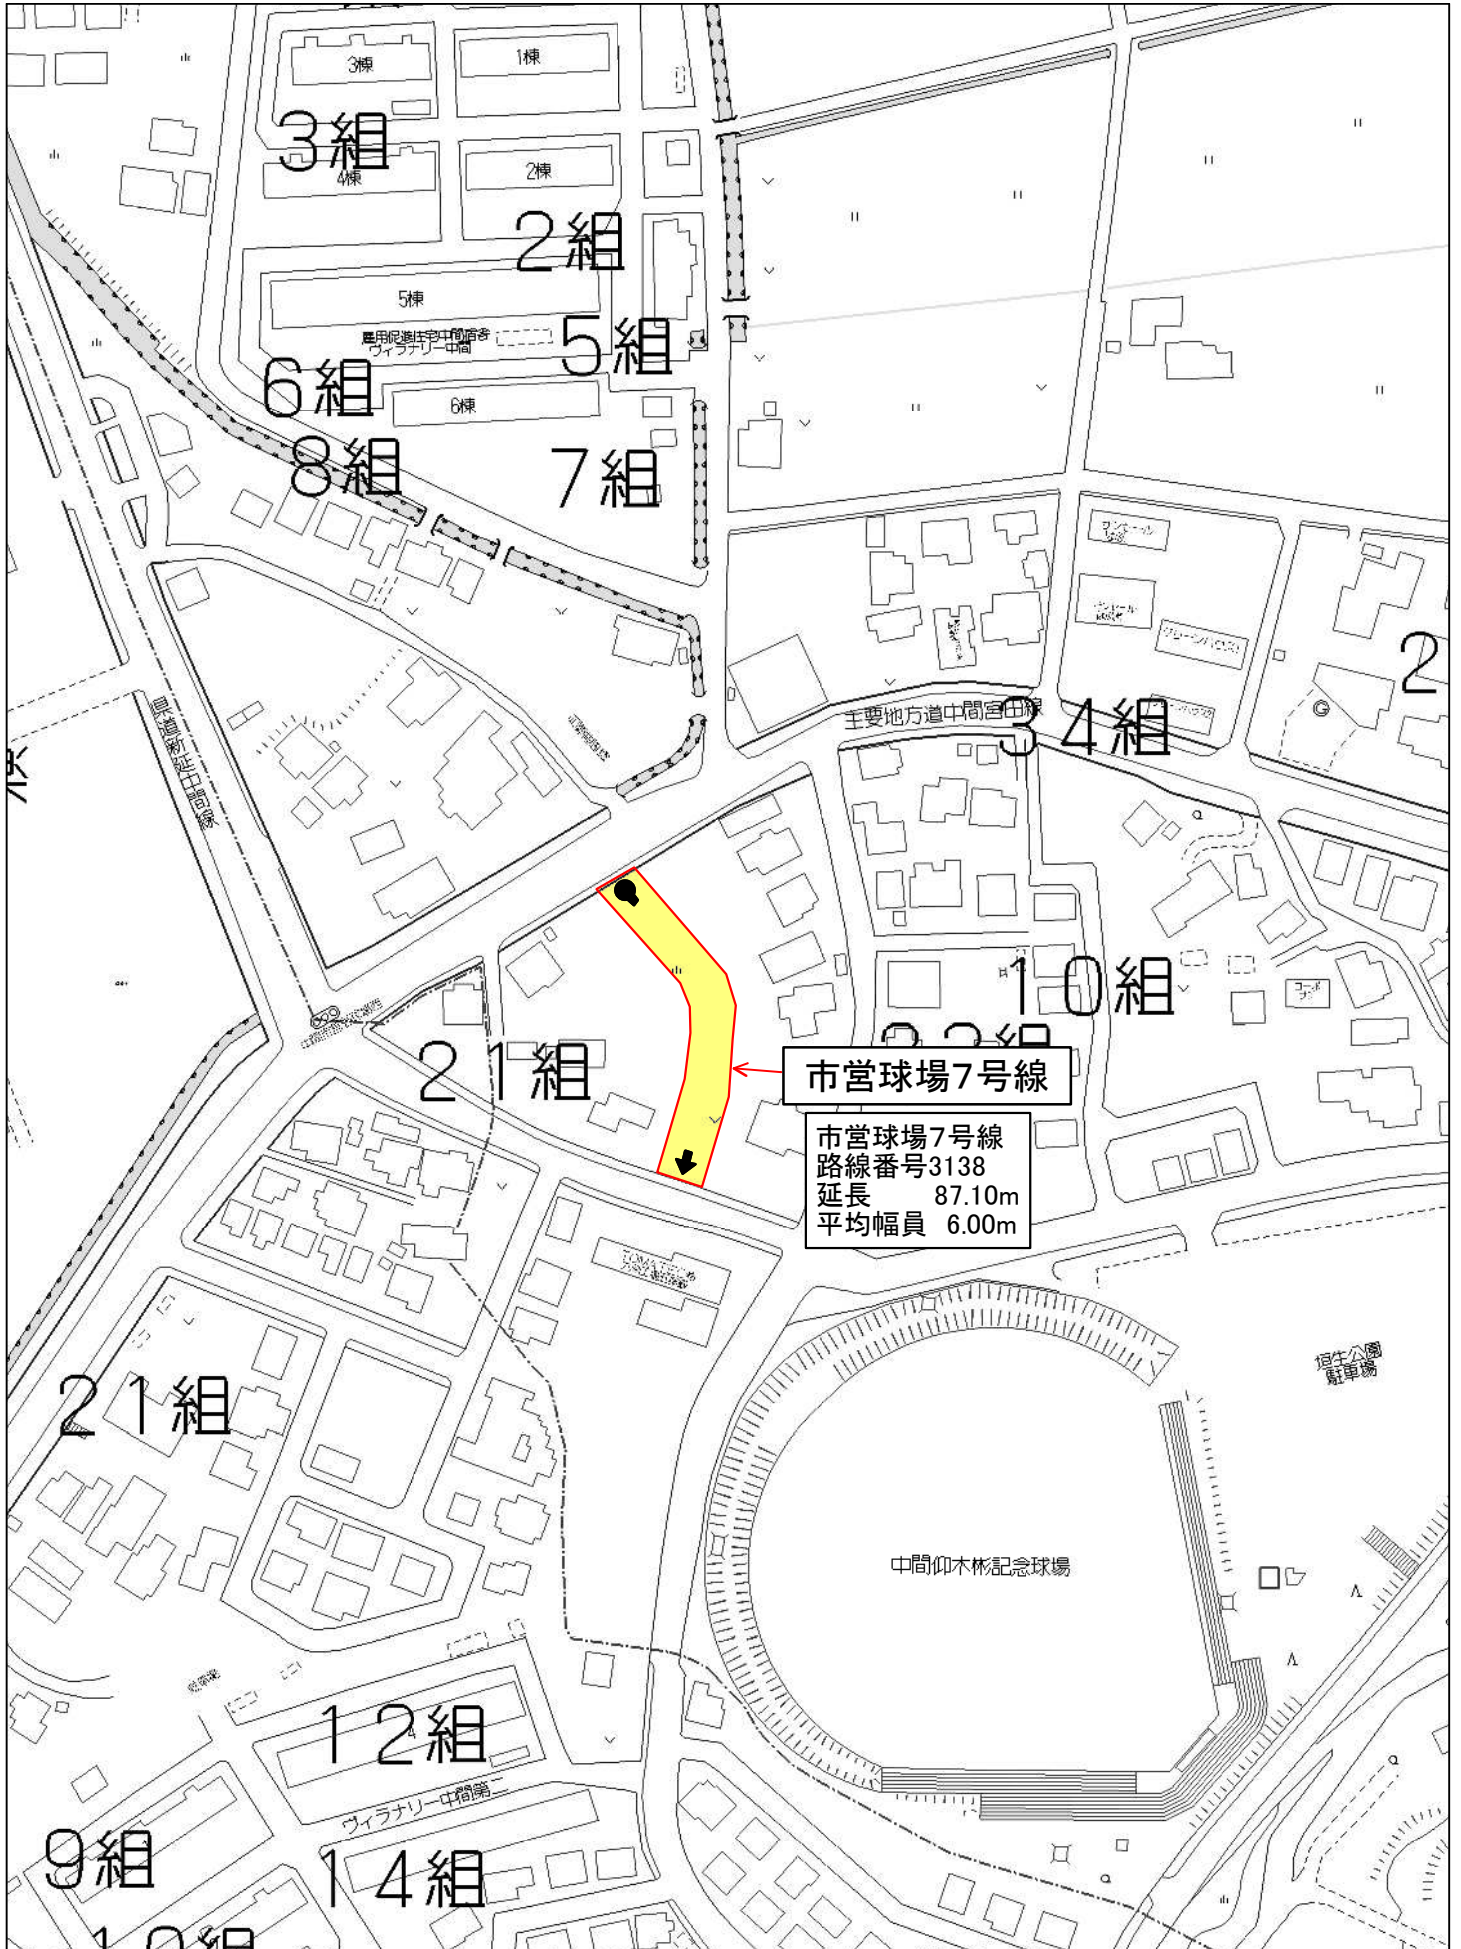 3棟
1棟
3組
4棟
2棟
2組
5棟
雇用促進住宅中間宿舎
ヴィラナリー中間
5組
6組
6棟
8組
7組
2
主要地方道中間宮田線
34組
県道新延中間線
10組
21組
市営球場7号線
市営球場7号線
路線番号3138
延長 87.10m
平均幅員 6.00m
垣生公園
駐車場
21組
中間仰木彬記念球場
12組
4
ヴィラナリー中間第二
9組
14組